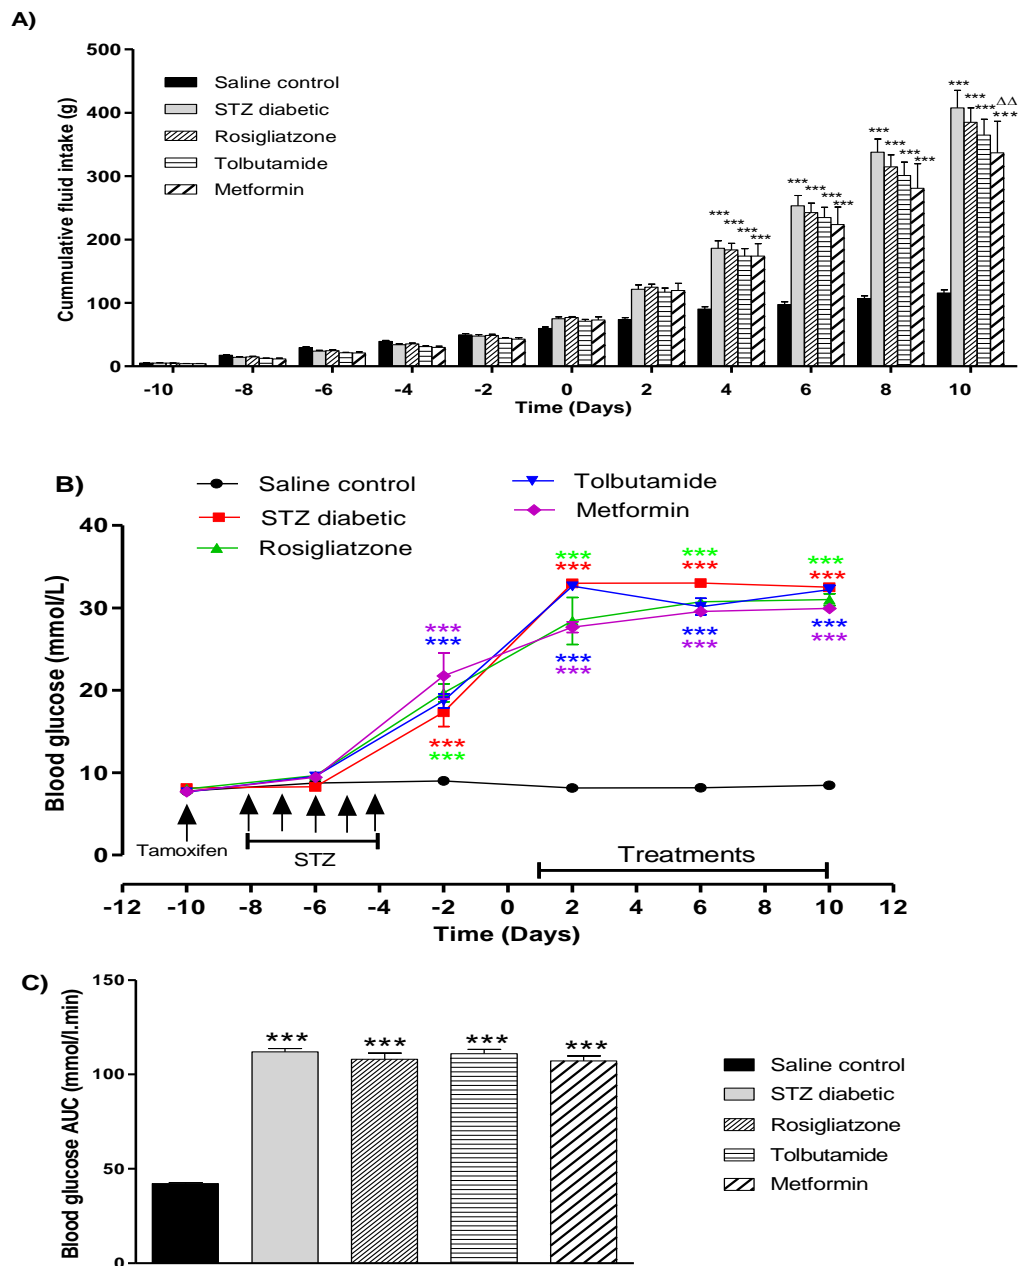 A)
500
400
300
200
100
0
Cummulative fluid intake (g)
Saline control
STZ diabetic
Rosigliatzone
Tolbutamide
Metformin
*** *** *** ***
*** *** *** ***
*** *** *** ***
*** *** *** ΔΔ ***
-10 -8 -6 -4 -2 0 2 4 6 8 10
Time (Days)
B)
Saline control
STZ diabetic
Rosigliatzone
Tolbutamide
Metformin
40
30
20
10
0
Blood glucose (mmol/L)
*** *** ***
*** *** ***
***
***
*** *** ***
*** *** ***
***
***
Tamoxifen
STZ
Treatments
-12 -10 -8 -6 -4 -2 0 2 4 6 8 10 12
Time (Days)
C)
150
100
50
0
Blood glucose AUC (mmol/l.min)
*** *** *** ***
Saline control
STZ diabetic
Rosigliatzone
Tolbutamide
Metformin